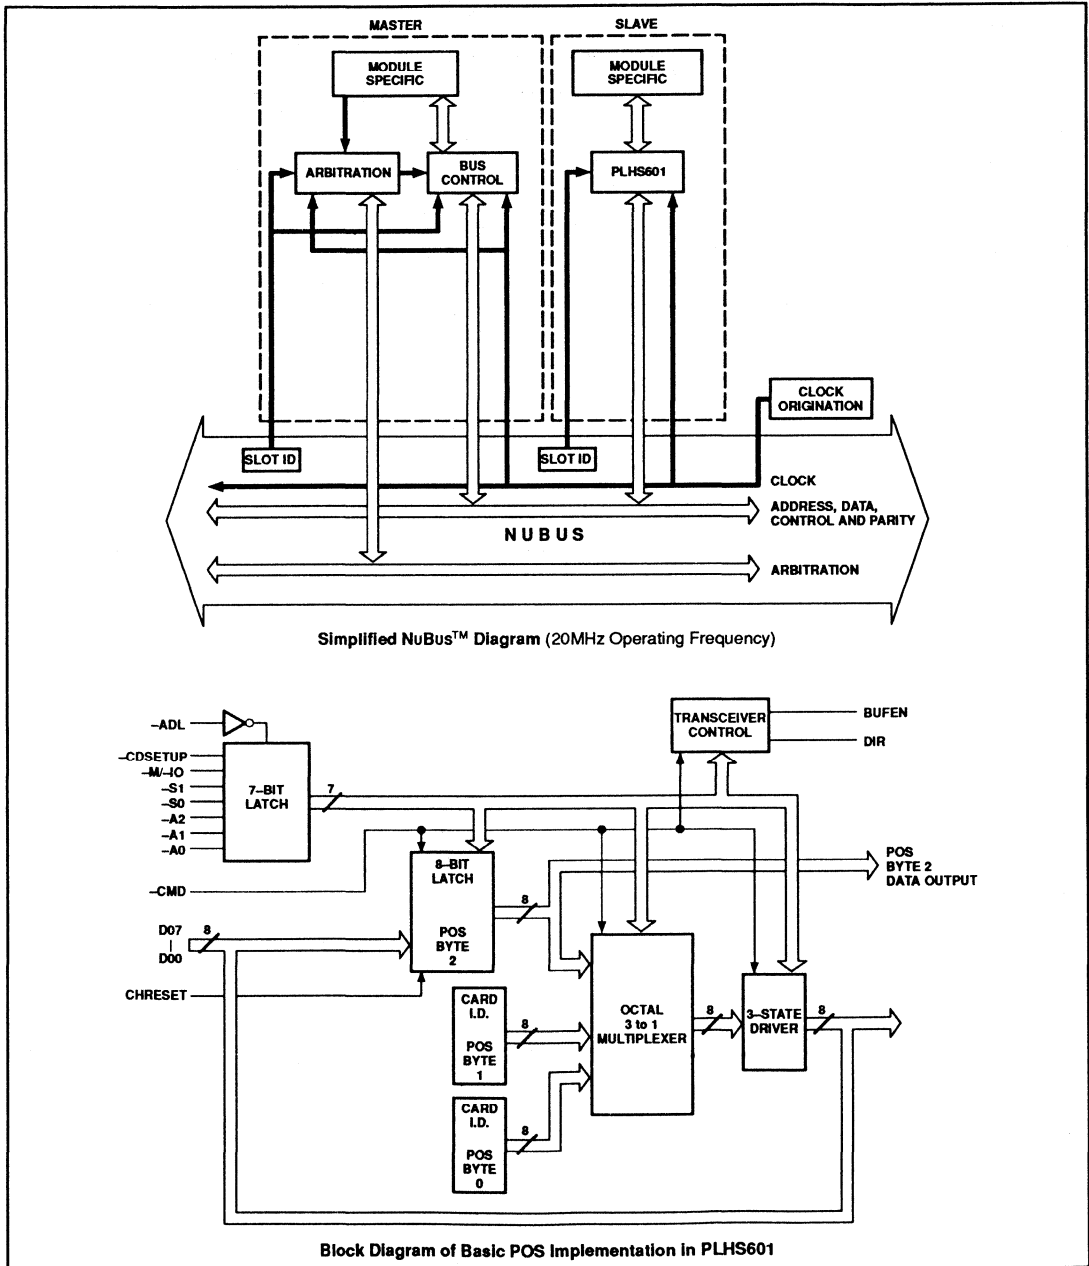 MASTER
SLAVE
MODULE
SPECIFIC
MODULE
SPECIFIC
ARBITRATION
BUS
CONTROL
PLHS601
CLOCK
ORIGINATION
SLOT ID
SLOT ID
CLOCK
ADDRESS, DATA,
CONTROL AND PARITY
NUBUS
ARBITRATION
Simplified NuBus™ Diagram (20MHz Operating Frequency)
–ADL
–CDSETUP
–M/–IO
–S1
–S0
–A2
–A1
–A0
7–BIT
LATCH
7
TRANSCEIVER
CONTROL
BUFEN
DIR
–CMD
8–BIT
LATCH
POS
BYTE
2
8
POS
BYTE 2
DATA OUTPUT
D07
D00
8
CHRESET
CARD
I.D.
POS
BYTE
1
8
OCTAL
3 to 1
MULTIPLEXER
8
3–STATE
DRIVER
8
CARD
I.D.
POS
BYTE
0
8
Block Diagram of Basic POS Implementation in PLHS601